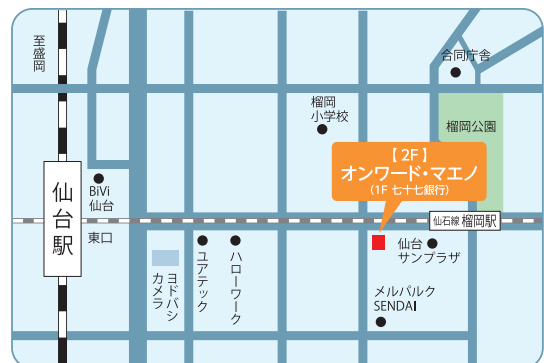 至盛岡
合同庁舎
榴岡
小学校
榴岡公園
【2F】
オンワード・マエノ
(1F 七十七銀行)
BiVi
仙台
仙台駅
東口
仙石線 榴岡駅
ヨドバシ
カメラ
ユアテック
ハローワーク
仙台
サンプラザ
メルパルク
SENDAI